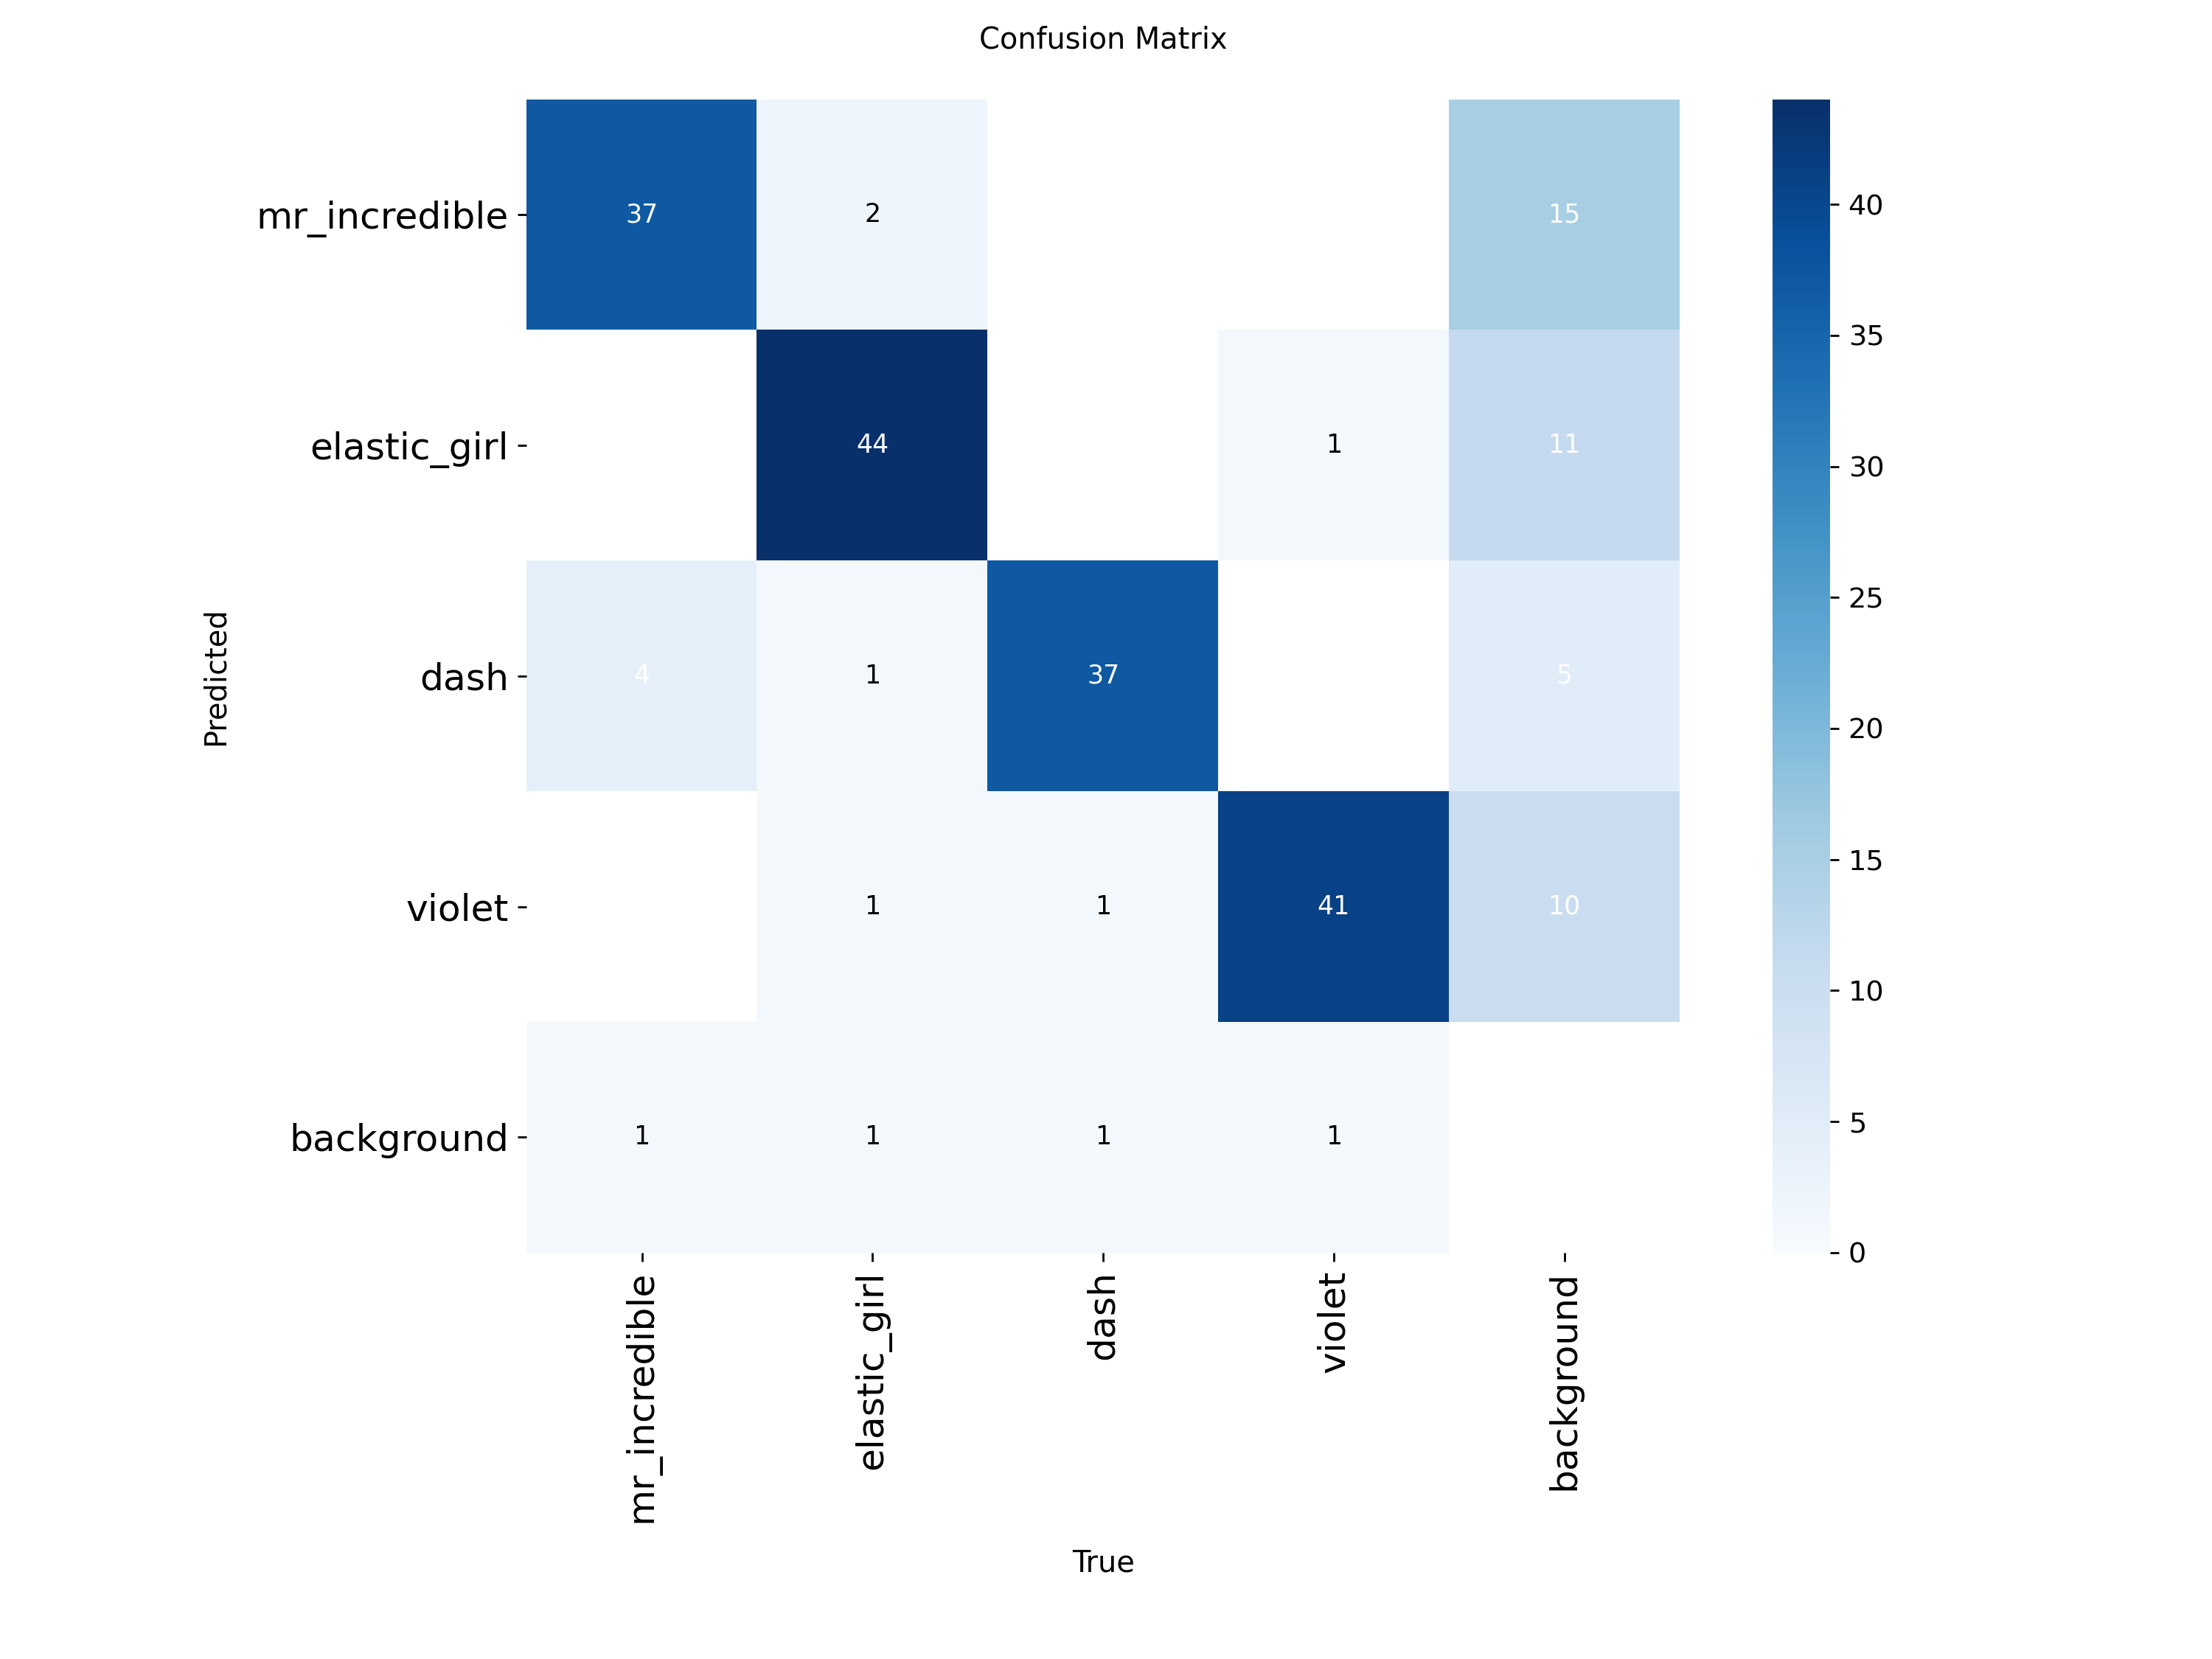 Confusion Matrix
mr_incredible 37 2 15
elastic_girl 44 1 11
dash 4 1 37 5
violet 1 1 41 10
background 1 1 1 1
Predicted
mr_incredible
elastic_girl
dash
violet
background
True
40
35
30
25
20
15
10
5
0